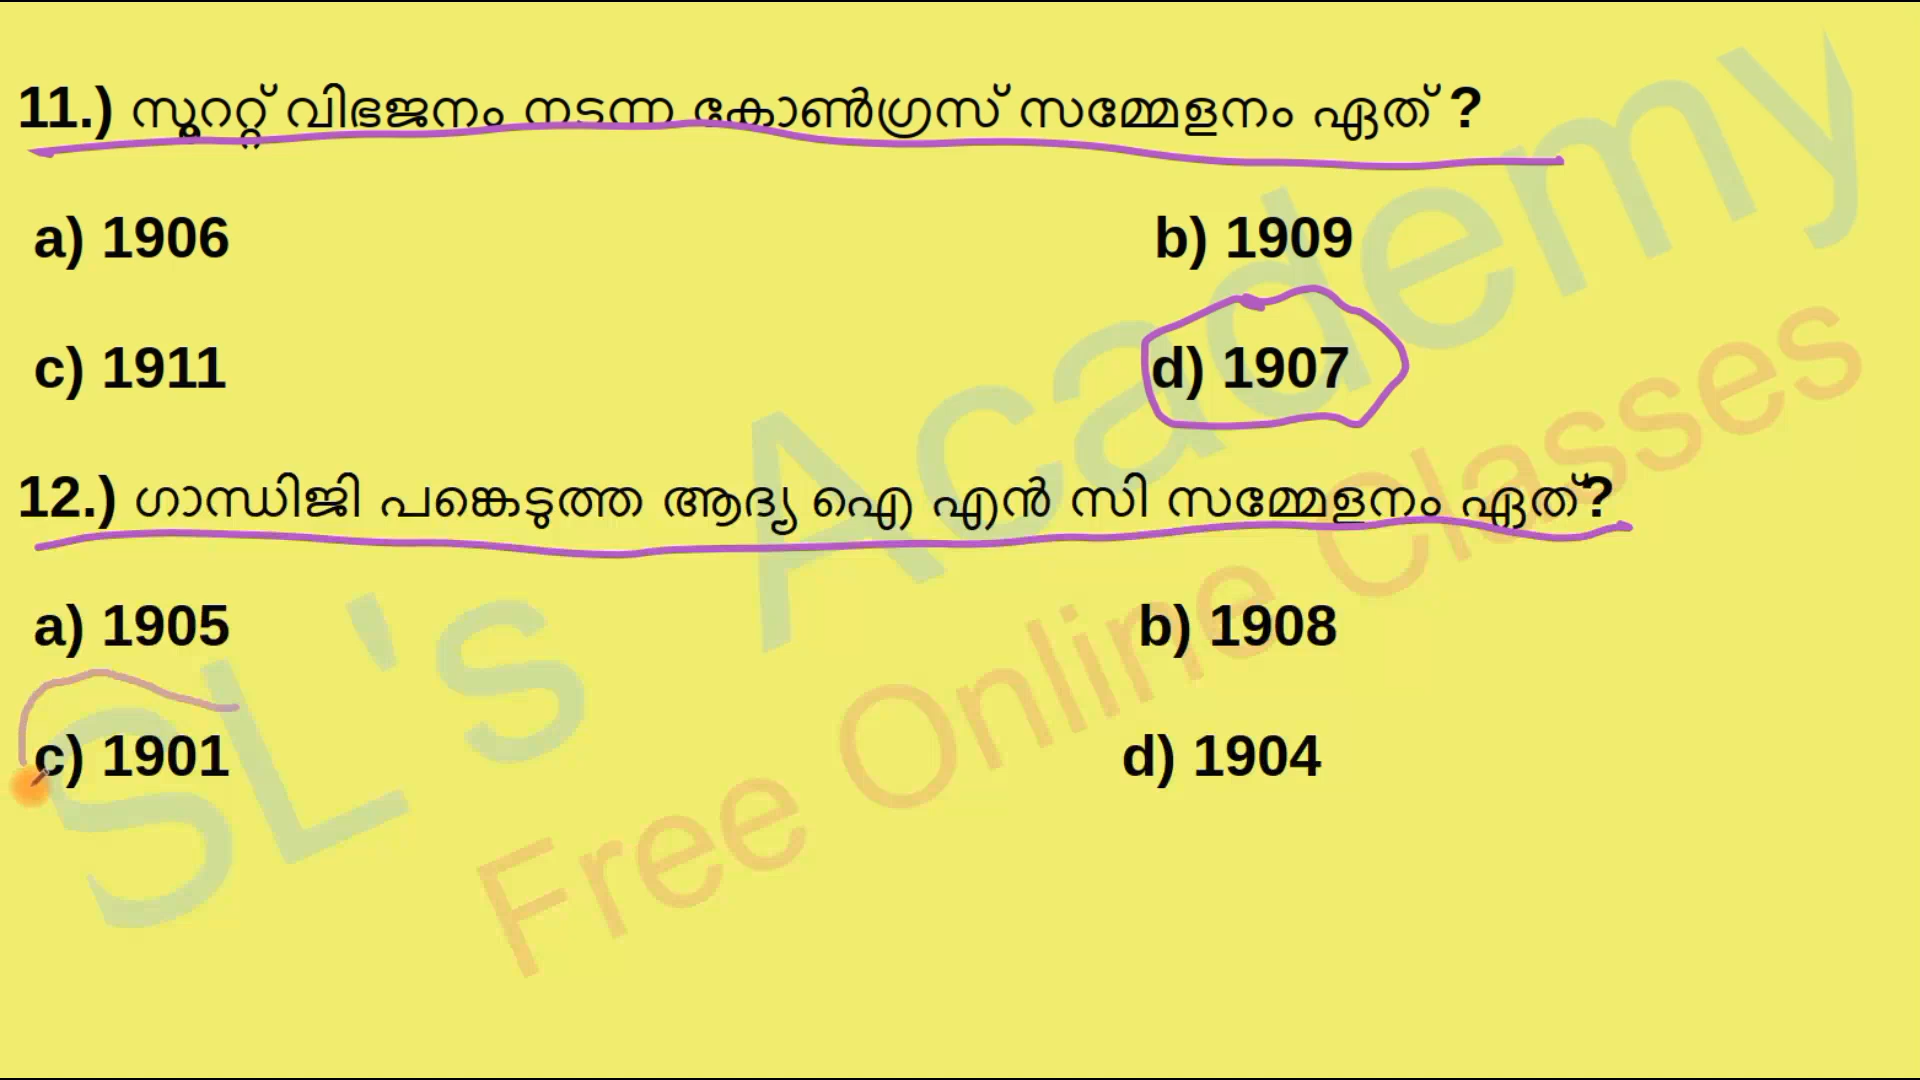 11.) സൂററ്റ് വിഭജനം നടന്ന കോൺഗ്രസ് സമ്മേളനം ഏത് ?
a) 1906 b) 1909
c) 1911 d) 1907
12.) ഗാന്ധിജി പങ്കെടുത്ത ആദ്യ ഐ എൻ സി സമ്മേളനം ഏത്?
a) 1905 b) 1908
c) 1901 d) 1904
SL's Academy
Free Online Classes